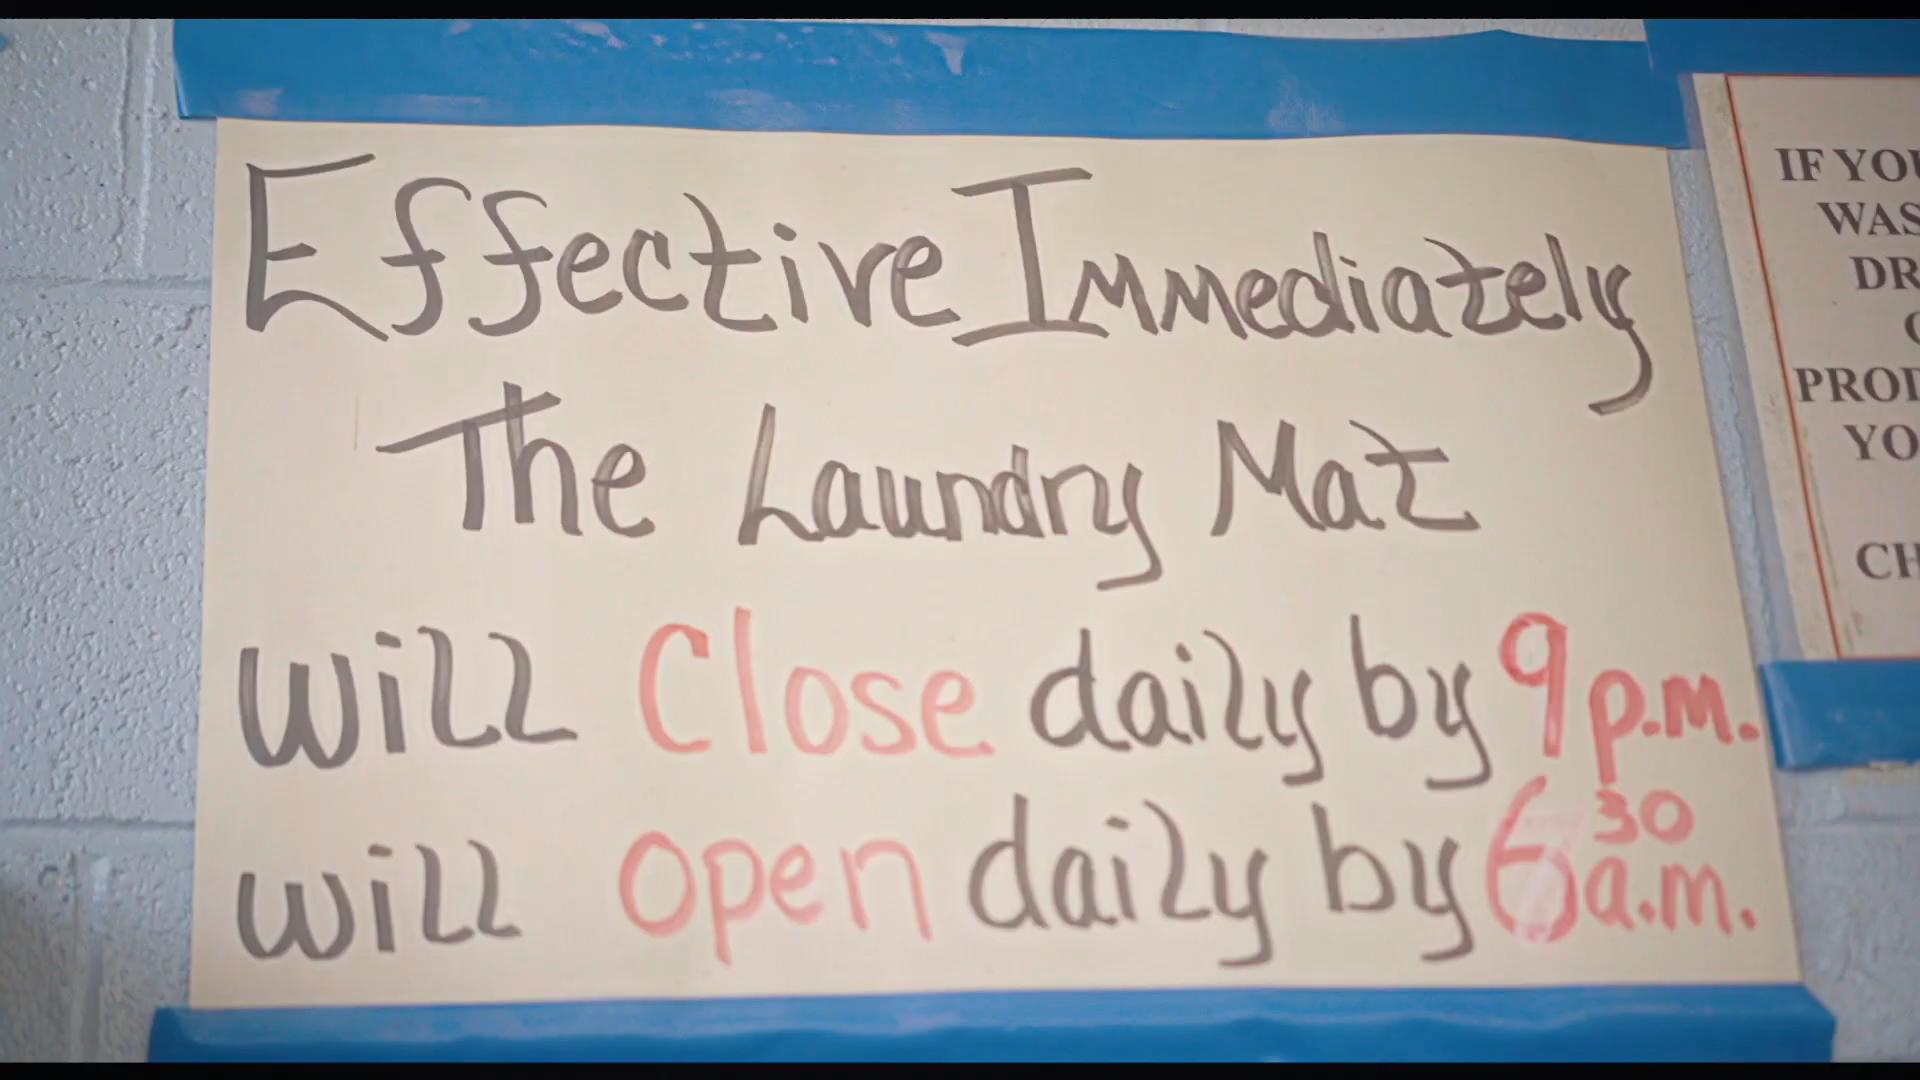 Effective Immediately
The Laundry Mat
will Close daily by 9 p.m.
will open daily by 6 30 a.m.
IF YOU
WAS
DR
PROD
YO
CH